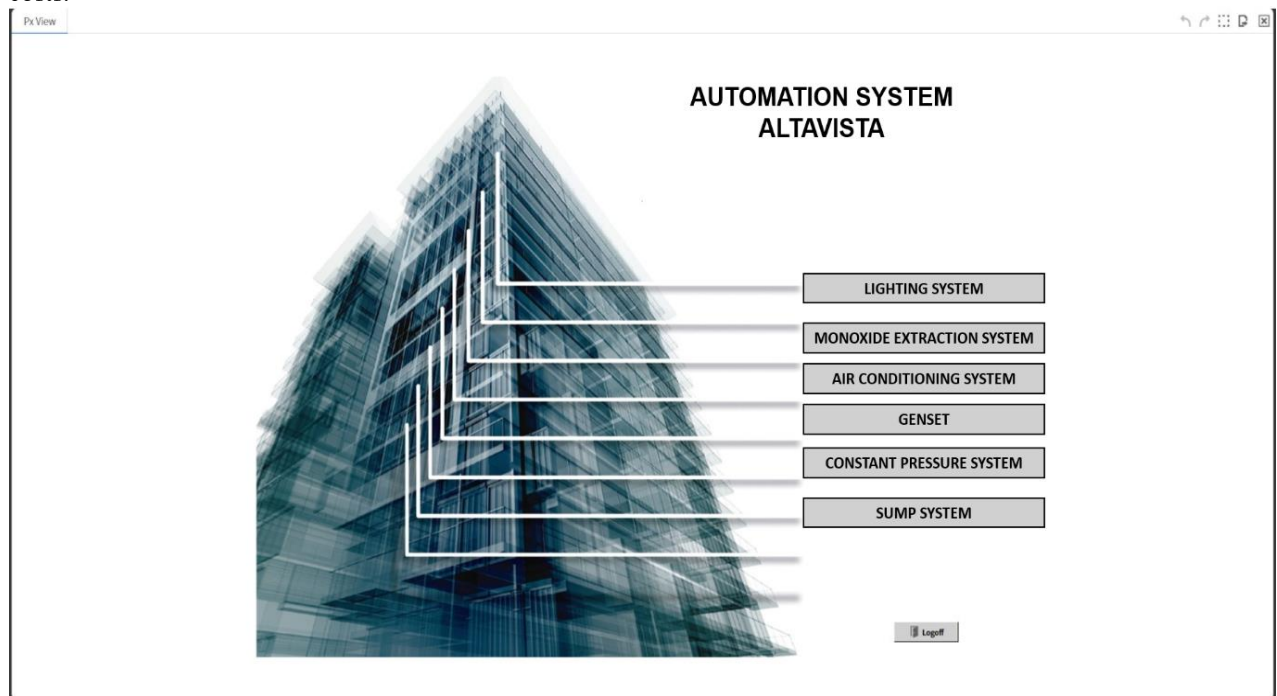 Px View
AUTOMATION SYSTEM
ALTAVISTA
LIGHTING SYSTEM
MONOXIDE EXTRACTION SYSTEM
AIR CONDITIONING SYSTEM
GENSET
CONSTANT PRESSURE SYSTEM
SUMP SYSTEM
Logoff